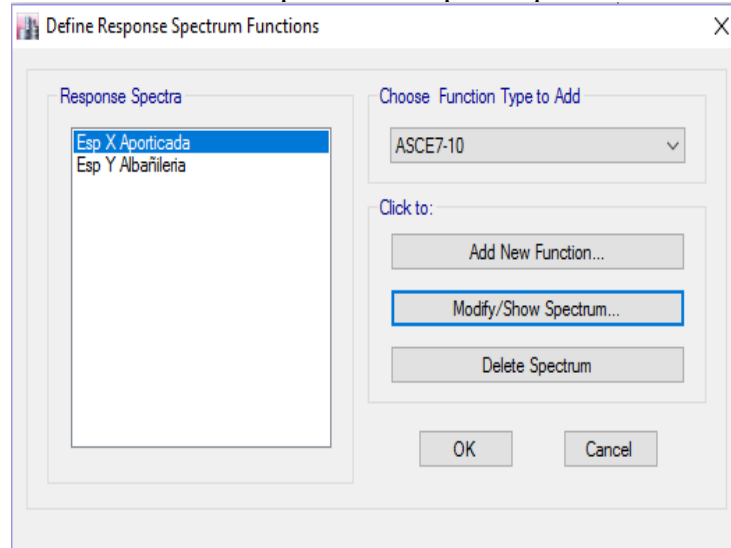 Define Response Spectrum Functions
Response Spectra
Esp X Aporticada
Esp Y Albañileria
Choose Function Type to Add
ASCE7-10
Click to:
Add New Function...
Modify/Show Spectrum...
Delete Spectrum
OK
Cancel